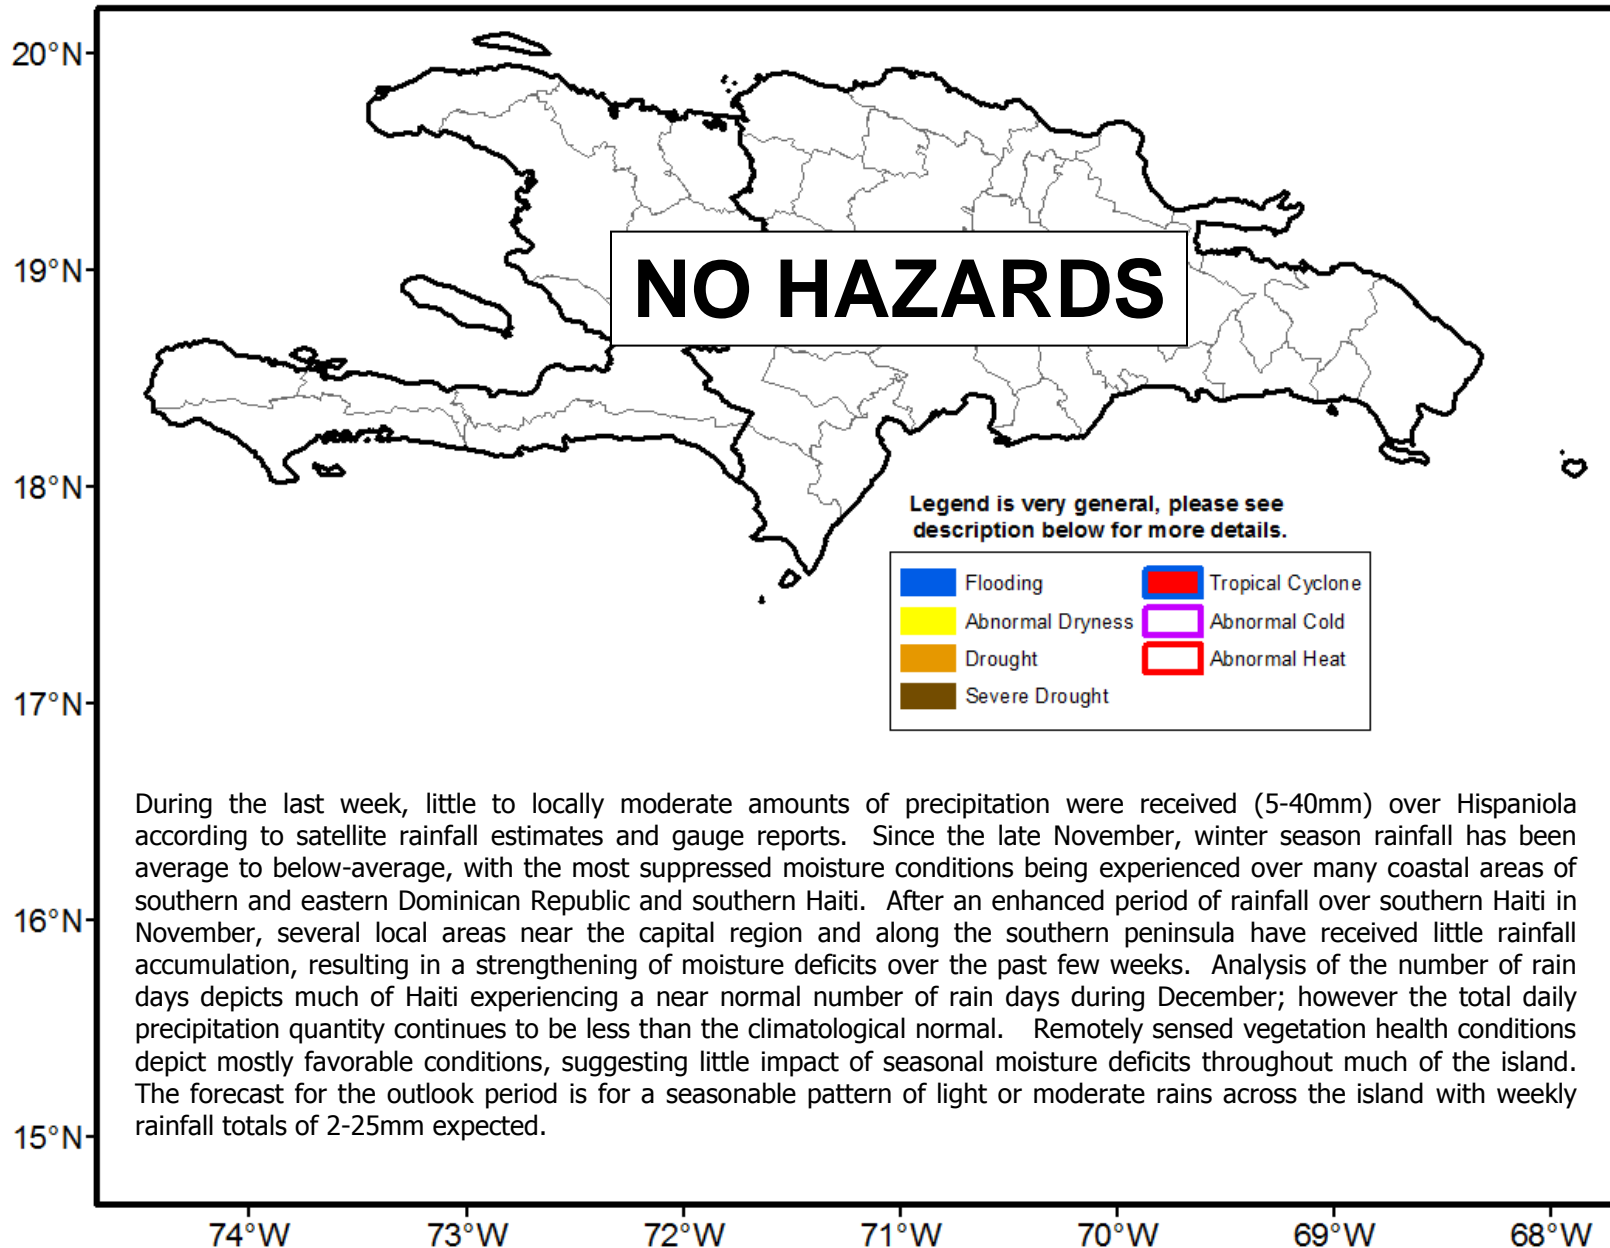 20°N
19°N
18°N
17°N
16°N
15°N
NO HAZARDS
Legend is very general, please see
description below for more details.
Flooding
Tropical Cyclone
Abnormal Dryness
Abnormal Cold
Drought
Abnormal Heat
Severe Drought
During the last week, little to locally moderate amounts of precipitation were received (5-40mm) over Hispaniola
according to satellite rainfall estimates and gauge reports. Since the late November, winter season rainfall has been
average to below-average, with the most suppressed moisture conditions being experienced over many coastal areas of
southern and eastern Dominican Republic and southern Haiti. After an enhanced period of rainfall over southern Haiti in
November, several local areas near the capital region and along the southern peninsula have received little rainfall
accumulation, resulting in a strengthening of moisture deficits over the past few weeks. Analysis of the number of rain
days depicts much of Haiti experiencing a near normal number of rain days during December; however the total daily
precipitation quantity continues to be less than the climatological normal. Remotely sensed vegetation health conditions
depict mostly favorable conditions, suggesting little impact of seasonal moisture deficits throughout much of the island.
The forecast for the outlook period is for a seasonable pattern of light or moderate rains across the island with weekly
rainfall totals of 2-25mm expected.
74°W
73°W
72°W
71°W
70°W
69°W
68°W